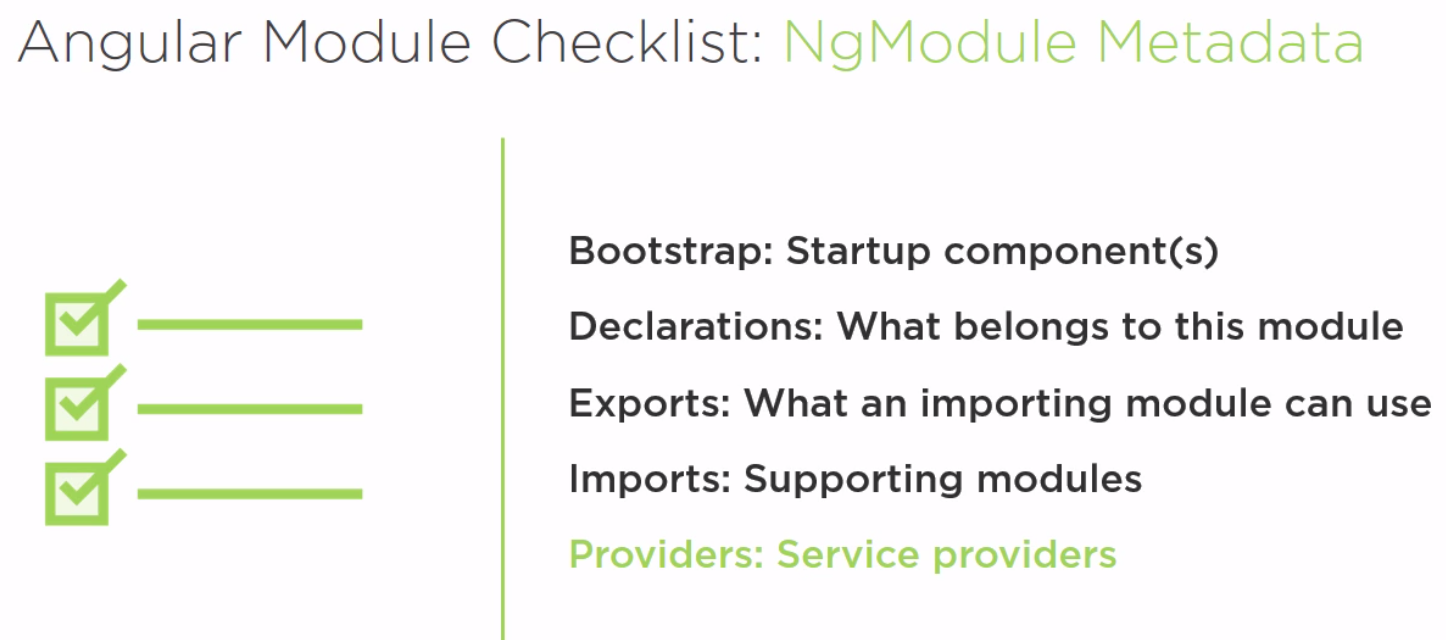 Angular Module Checklist: NgModule Metadata
Bootstrap: Startup component(s)
Declarations: What belongs to this module
Exports: What an importing module can use
Imports: Supporting modules
Providers: Service providers